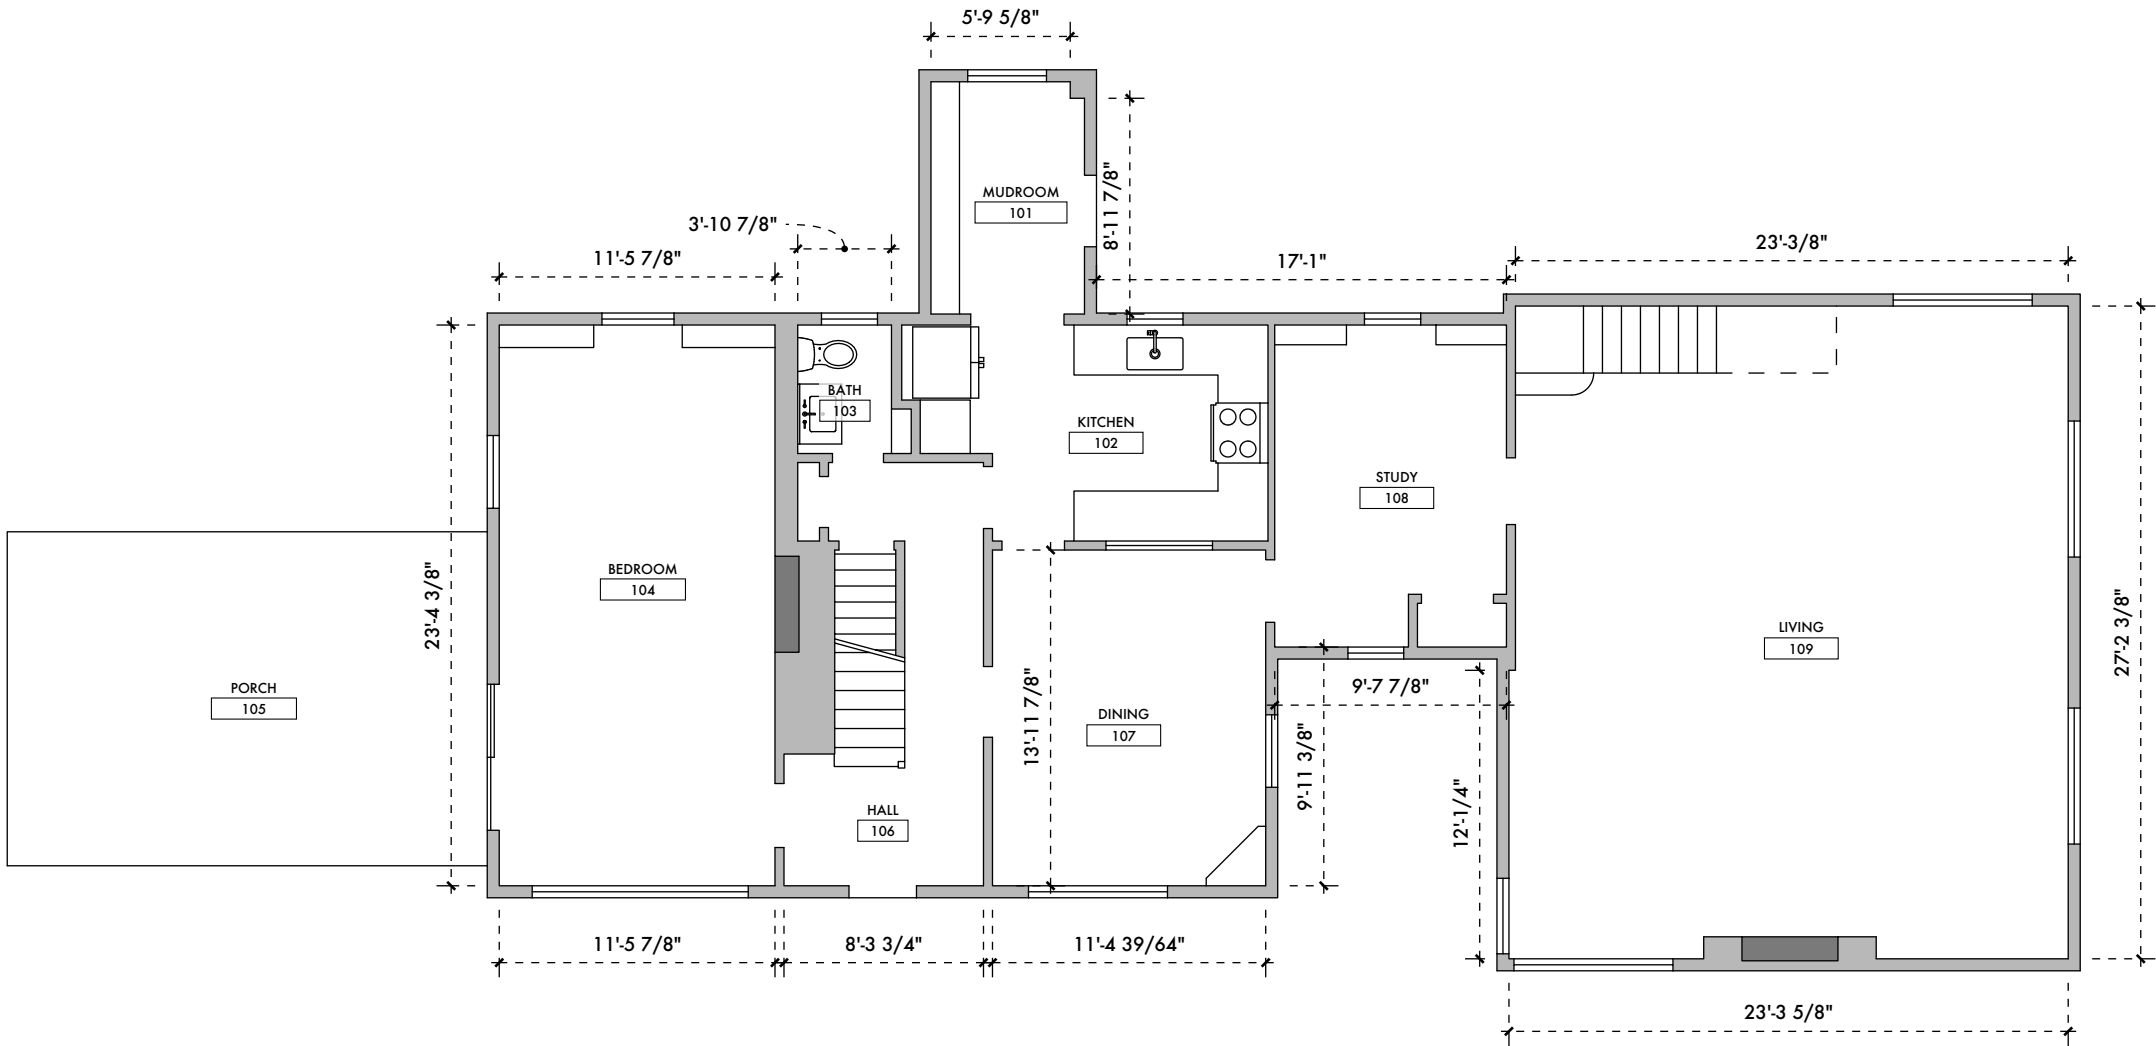 5'-9 5/8"
MUDROOM
101
8'-11 7/8"
3'-10 7/8"
11'-5 7/8"
17'-1"
23'-3/8"
BATH
103
KITCHEN
102
STUDY
108
BEDROOM
104
23'-4 3/8"
LIVING
109
27'-2 3/8"
PORCH
105
9'-7 7/8"
DINING
107
13'-11 7/8"
9'-11 3/8"
12'-1/4"
HALL
106
11'-5 7/8"
8'-3 3/4"
11'-4 39/64"
23'-3 5/8"